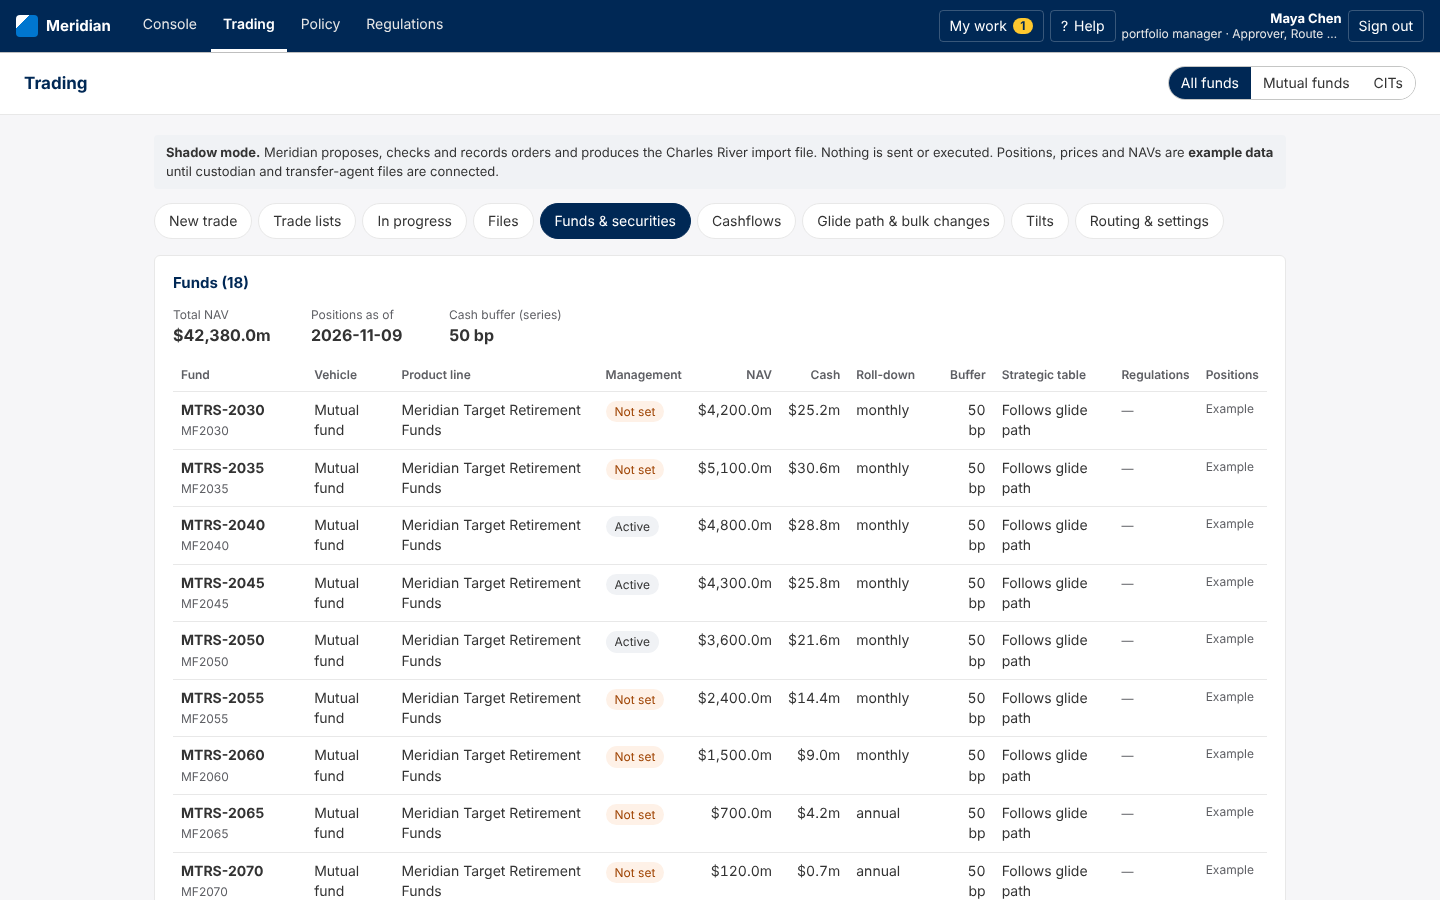 Meridian
Console
Trading
Policy
Regulations
My work 1
? Help
Maya Chen
portfolio manager · Approver, Route ...
Sign out
Trading
All funds
Mutual funds
CITs
Shadow mode. Meridian proposes, checks and records orders and produces the Charles River import file. Nothing is sent or executed. Positions, prices and NAVs are example data
until custodian and transfer-agent files are connected.
New trade
Trade lists
In progress
Files
Funds & securities
Cashflows
Glide path & bulk changes
Tilts
Routing & settings
Funds (18)
Total NAV
$42,380.0m
Positions as of
2026-11-09
Cash buffer (series)
50 bp
Fund Vehicle Product line Management NAV Cash Roll-down Buffer Strategic table Regulations Positions
MTRS-2030 Mutual Meridian Target Retirement Not set $4,200.0m $25.2m monthly 50 Follows glide — Example
MF2030 fund Funds bp path
MTRS-2035 Mutual Meridian Target Retirement Not set $5,100.0m $30.6m monthly 50 Follows glide — Example
MF2035 fund Funds bp path
MTRS-2040 Mutual Meridian Target Retirement Active $4,800.0m $28.8m monthly 50 Follows glide — Example
MF2040 fund Funds bp path
MTRS-2045 Mutual Meridian Target Retirement Active $4,300.0m $25.8m monthly 50 Follows glide — Example
MF2045 fund Funds bp path
MTRS-2050 Mutual Meridian Target Retirement Active $3,600.0m $21.6m monthly 50 Follows glide — Example
MF2050 fund Funds bp path
MTRS-2055 Mutual Meridian Target Retirement Not set $2,400.0m $14.4m monthly 50 Follows glide — Example
MF2055 fund Funds bp path
MTRS-2060 Mutual Meridian Target Retirement Not set $1,500.0m $9.0m monthly 50 Follows glide — Example
MF2060 fund Funds bp path
MTRS-2065 Mutual Meridian Target Retirement Not set $700.0m $4.2m annual 50 Follows glide — Example
MF2065 fund Funds bp path
MTRS-2070 Mutual Meridian Target Retirement Not set $120.0m $0.7m annual 50 Follows glide — Example
MF2070 fund Funds bp path